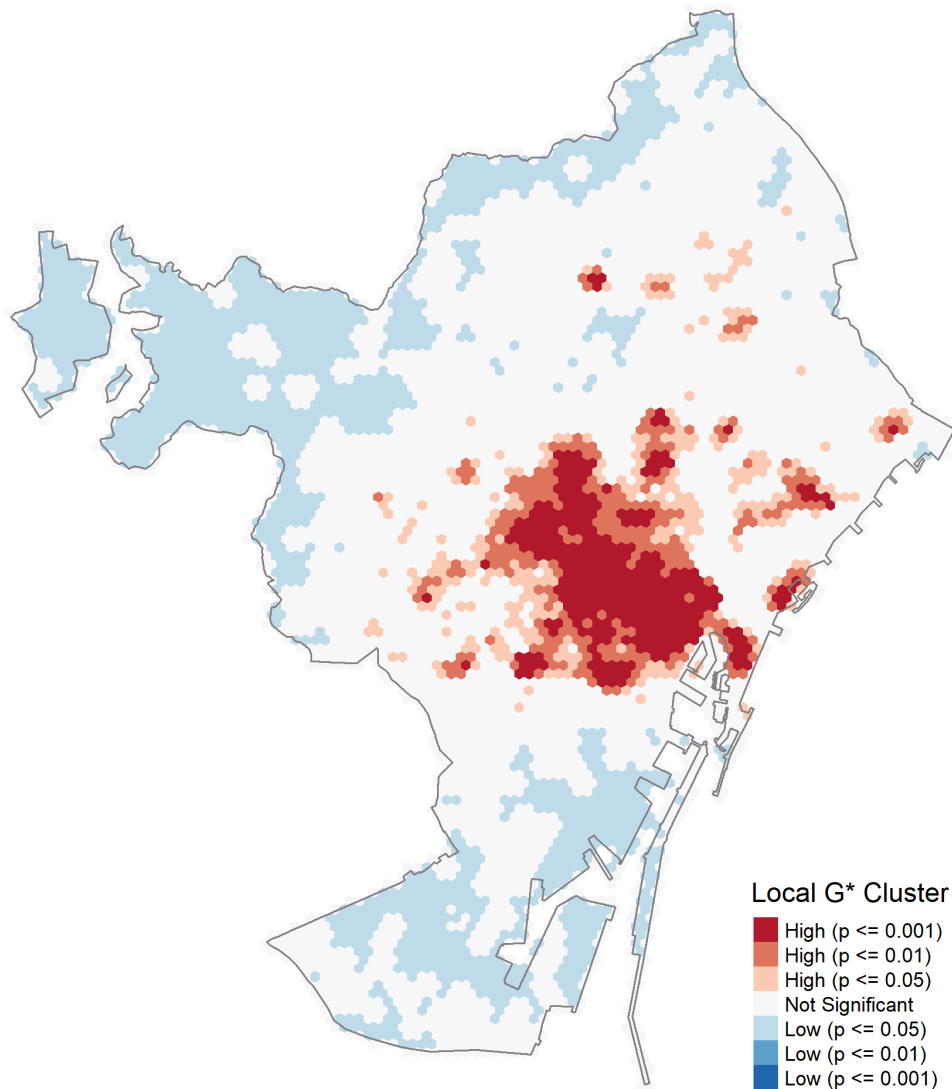 Local G* Cluster
High (p <= 0.001)
High (p <= 0.01)
High (p <= 0.05)
Not Significant
Low (p <= 0.05)
Low (p <= 0.01)
Low (p <= 0.001)